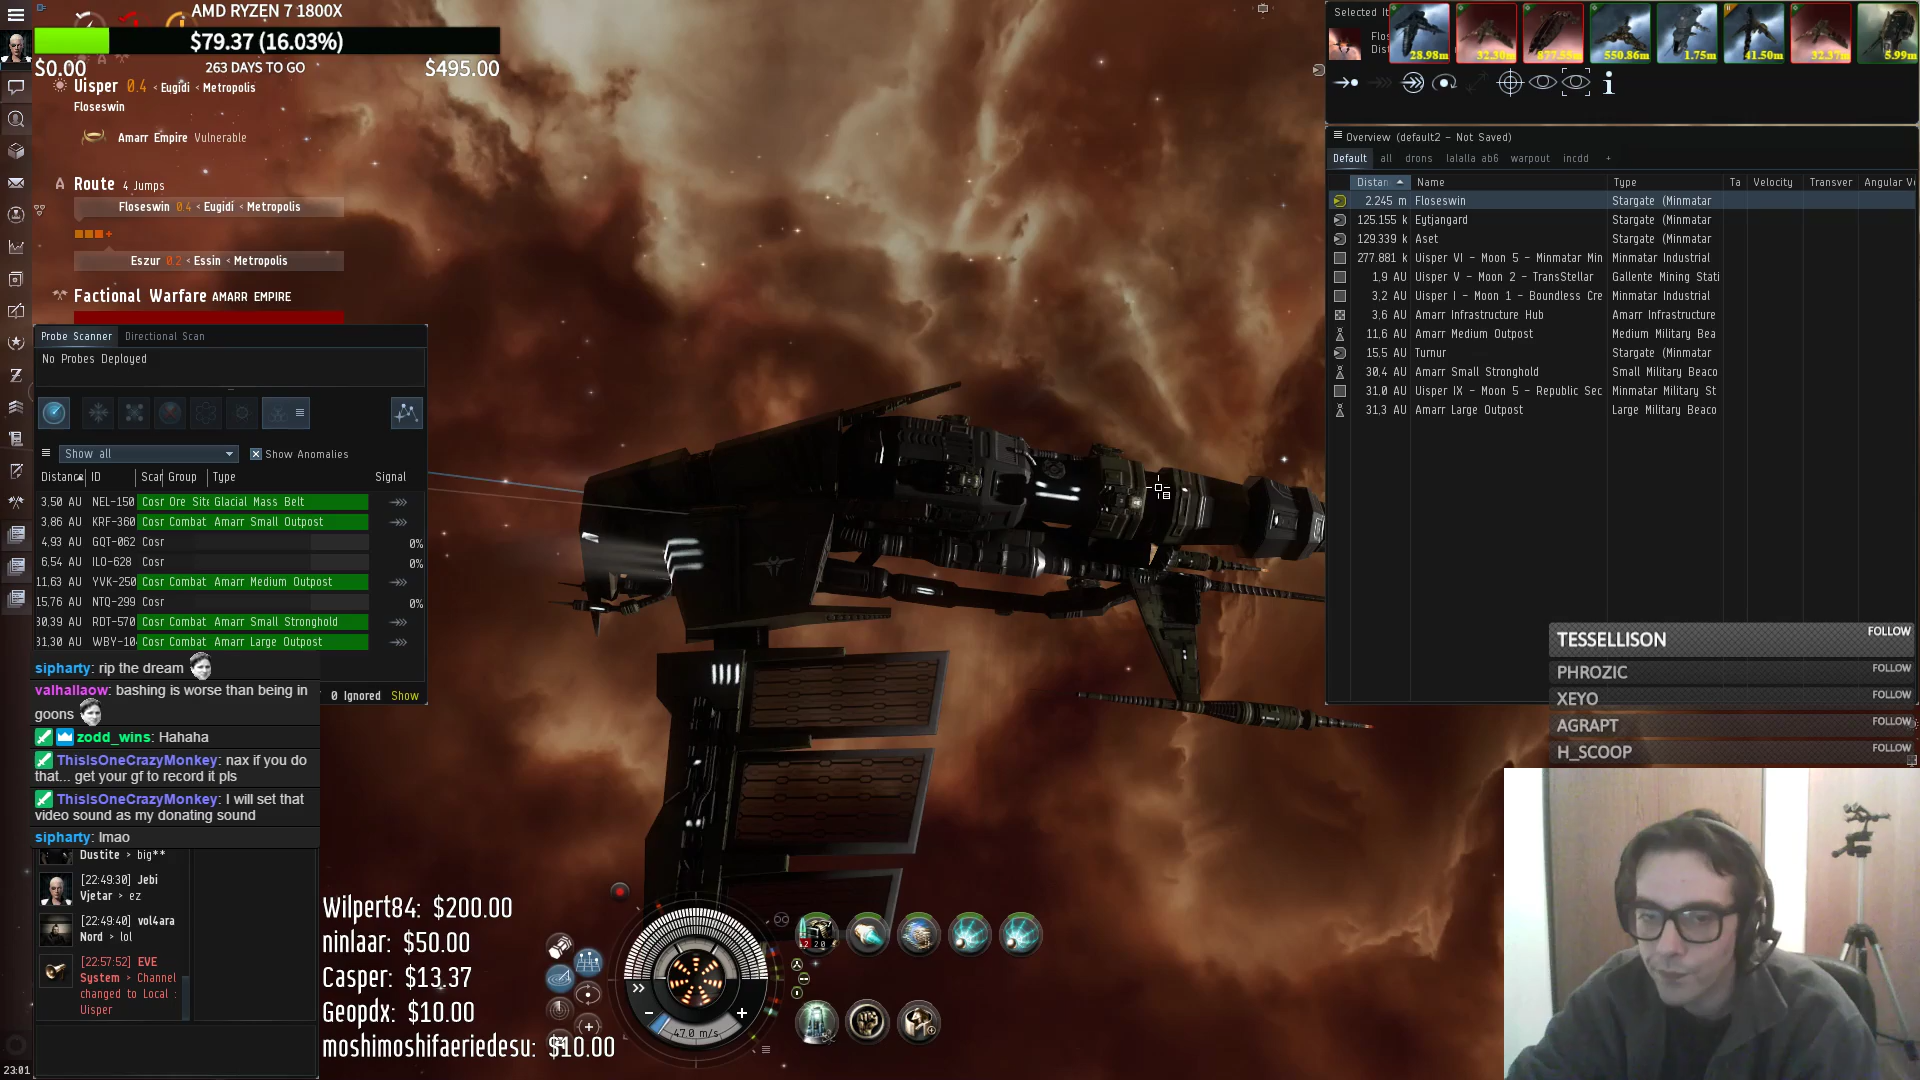 AMD RYZEN 7 1800X
$79.37 (16.03%)
$0.00
263 DAYS TO GO
$495.00
Uisper 0.4 < Eugidi < Metropolis
Floseswin
Amarr Empire Vulnerable
Route 4 Jumps
Floseswin 0.4 < Eugidi < Metropolis
Eszur 0.2 < Essin < Metropolis
Factional Warfare AMARR EMPIRE
Probe Scanner Directional Scan
No Probes Deployed
Show all
Show Anomalies
Distance ID Scar Group Type Signal
3,50 AU NEL-150 Cosr Ore Site Glacial Mass Belt
3,86 AU KRF-360 Cosr Combat Amarr Small Outpost
4,93 AU GQT-062 Cosr 0%
6,54 AU ILO-628 Cosr 0%
11,63 AU YVK-250 Cosr Combat Amarr Medium Outpost
15,76 AU NTQ-299 Cosr 0%
30,39 AU RDT-570 Cosr Combat Amarr Small Stronghold
31,30 AU WBY-10 Cosr Combat Amarr Large Outpost
0 Ignored Show
sipharty: rip the dream
valhallaow: bashing is worse than being in
goons
zodd_wins: Hahaha
ThisIsOneCrazyMonkey: nax if you do
that... get your gf to record it pls
ThisIsOneCrazyMonkey: I will set that
video sound as my donating sound
sipharty: lmao
Dustite > big**
[22:49:30] Jebi
Vjetar > ez
[22:49:40] vol4ara
Nord > lol
[22:57:52] EVE
System > Channel
changed to Local :
Uisper
23:01
Wilpert84: $200.00
ninlaar: $50.00
Casper: $13.37
Geopdx: $10.00
moshimoshifaeriedesu: $10.00
2 20
47.0 m/s
Selected It
Flos
Dist
28.98m
32.30m
877.55m
550.86m
1.75m
41.50m
32.37m
5.99m
Overview (default2 - Not Saved)
Default all drons lalalla ab6 warpout incdd +
Distan Name Type Ta Velocity Transver Angular Ve
2.245 m Floseswin Stargate (Minmatar
125.155 k Eytjangard Stargate (Minmatar
129.339 k Aset Stargate (Minmatar
277.881 k Uisper VI - Moon 5 - Minmatar Min Minmatar Industrial
1,9 AU Uisper V - Moon 2 - TransStellar Gallente Mining Stati
3,2 AU Uisper I - Moon 1 - Boundless Cre Minmatar Industrial
3,6 AU Amarr Infrastructure Hub Amarr Infrastructure
11,6 AU Amarr Medium Outpost Medium Military Bea
15,5 AU Turnur Stargate (Minmatar
30,4 AU Amarr Small Stronghold Small Military Beaco
31,0 AU Uisper IX - Moon 5 - Republic Sec Minmatar Military St
31,3 AU Amarr Large Outpost Large Military Beaco
TESSELLISON FOLLOW
PHROZIC FOLLOW
XEYO FOLLOW
AGRAPT FOLLOW
H_SCOOP FOLLOW